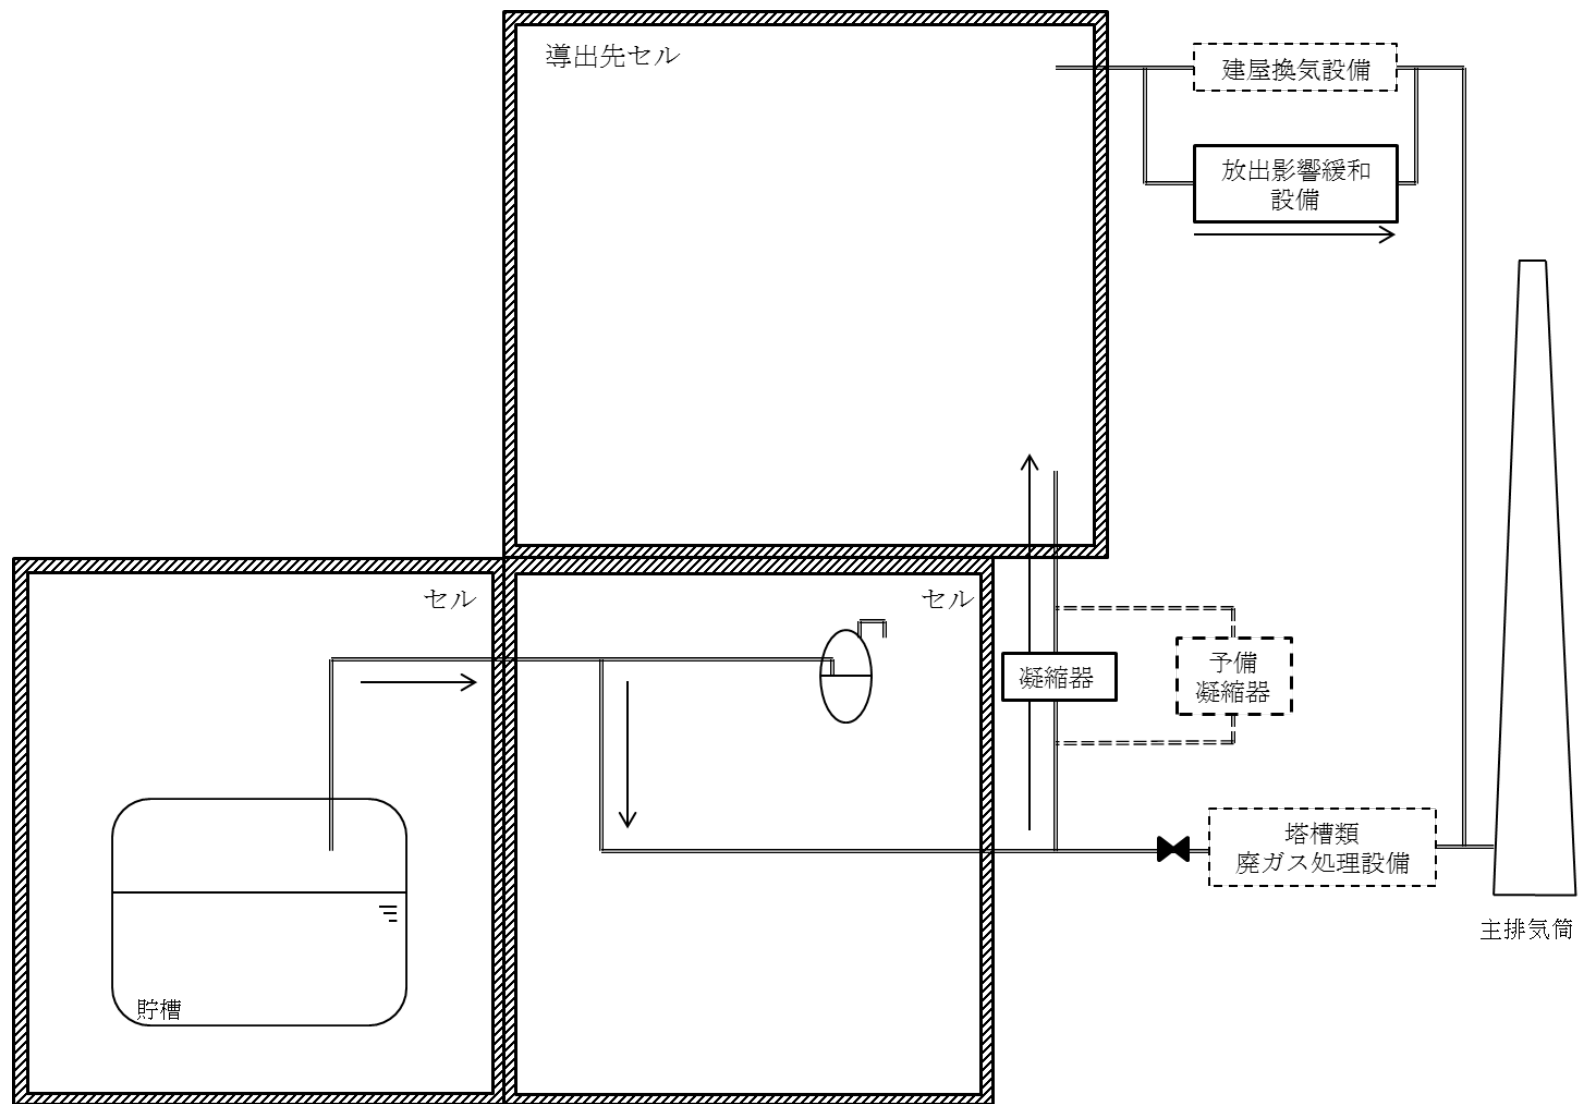 導出先セル
建屋換気設備
放出影響緩和
設備
セル
セル
凝縮器
予備
凝縮器
塔槽類
廃ガス処理設備
主排気筒
貯槽